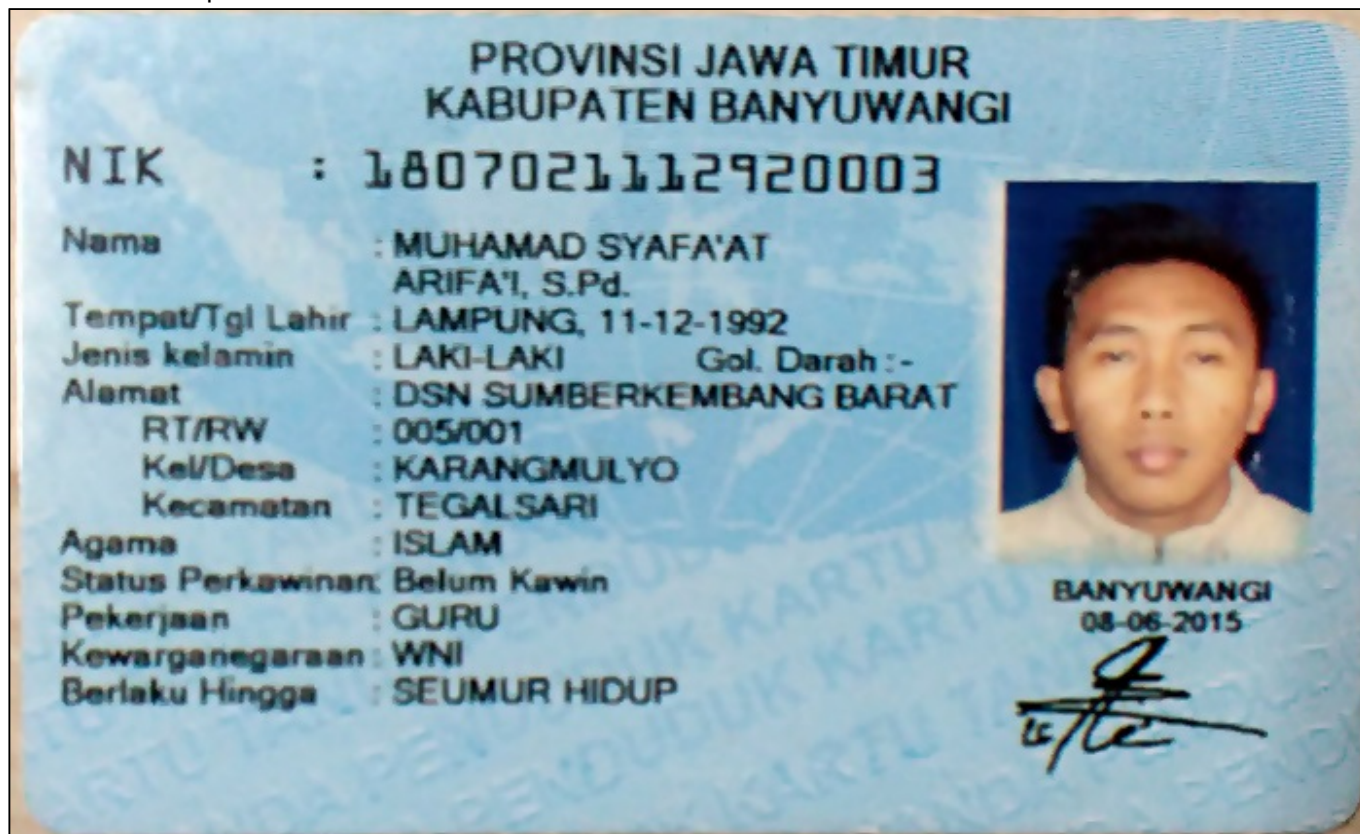 PROVINSI JAWA TIMUR
KABUPATEN BANYUWANGI
NIK : 1807021112920003
Nama : MUHAMAD SYAFA'AT
ARIFA'I, S.Pd.
Tempat/Tgl Lahir : LAMPUNG, 11-12-1992
Jenis kelamin : LAKI-LAKI Gol. Darah :-
Alamat : DSN SUMBERKEMBANG BARAT
RT/RW : 005/001
Kel/Desa : KARANGMULYO
Kecamatan : TEGALSARI
Agama : ISLAM
Status Perkawinan: Belum Kawin
Pekerjaan : GURU
Kewarganegaraan : WNI
Berlaku Hingga : SEUMUR HIDUP
BANYUWANGI
08-06-2015